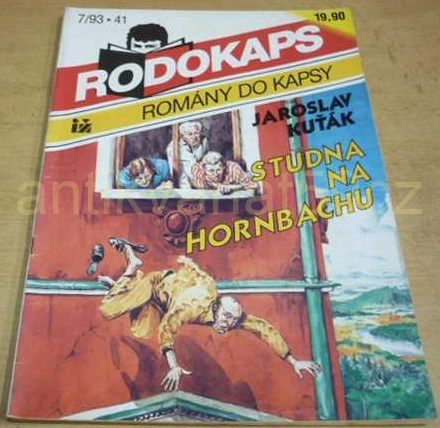 7/93 • 41
19,90
RODOKAPS
ROMÁNY DO KAPSY
JAROSLAV
KUŤÁK
STUDNA
NA
HORNBACHU